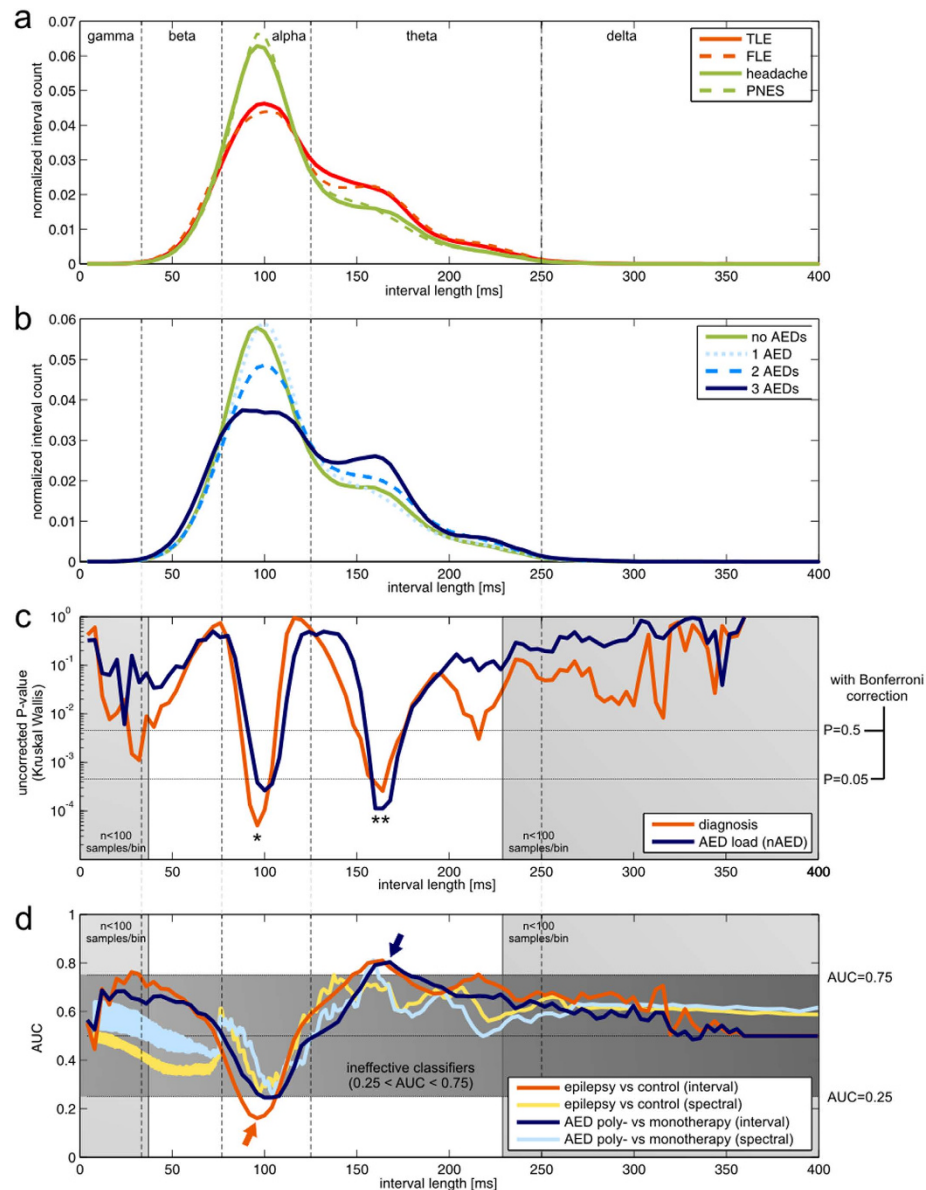 a
gamma beta alpha theta delta
TLE
FLE
headache
PNES
0.07
0.06
0.05
0.04
0.03
0.02
0.01
0
normalized interval count
0 50 100 150 200 250 300 350 400
interval length [ms]
b
no AEDs
1 AED
2 AEDs
3 AEDs
0.06
0.05
0.04
0.03
0.02
0.01
0
normalized interval count
0 50 100 150 200 250 300 350 400
interval length [ms]
c
10^0
10^-1
10^-2
10^-3
10^-4
uncorrected P-value
(Kruskal Wallis)
with Bonferroni
correction
P=0.5
P=0.05
*
**
n<100
samples/bin
n<100
samples/bin
diagnosis
AED load (nAED)
0 50 100 150 200 250 300 350 400
interval length [ms]
d
n<100
samples/bin
n<100
samples/bin
1
0.8
0.6
0.4
0.2
0
AUC
AUC=0.75
AUC=0.25
ineffective classifiers
(0.25 < AUC < 0.75)
epilepsy vs control (interval)
epilepsy vs control (spectral)
AED poly- vs monotherapy (interval)
AED poly- vs monotherapy (spectral)
0 50 100 150 200 250 300 350 400
interval length [ms]